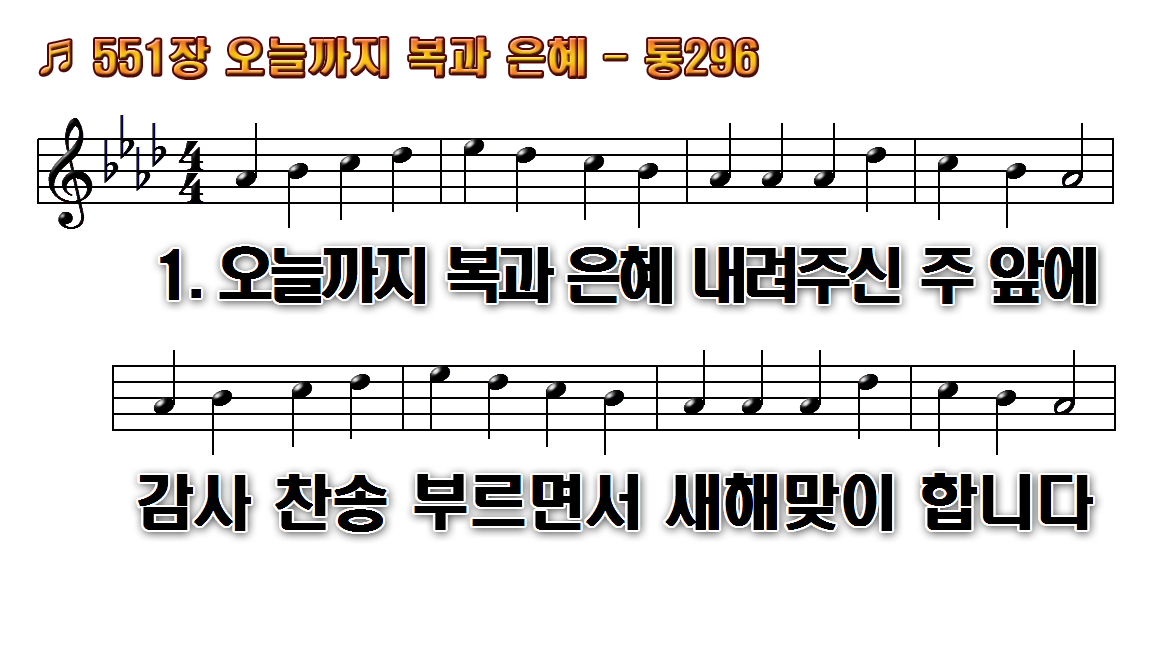 ♬ 551장 오늘까지 복과 은혜 - 통296
4
4
1. 오늘까지 복과 은혜 내려주신 주 앞에
감사 찬송 부르면서 새해맞이 합니다